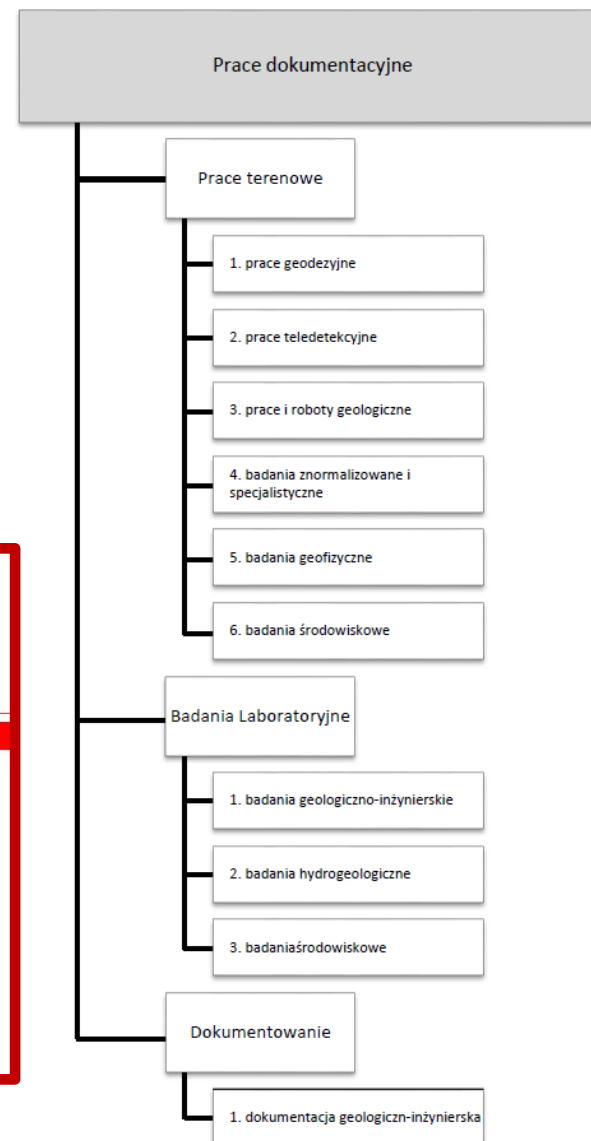 Prace dokumentacyjne
Prace terenowe
1. prace geodezyjne
2. prace teledetekcyjne
3. prace i roboty geologiczne
4. badania znormalizowane i
specjalistyczne
5. badania geofizyczne
6. badania środowiskowe
Badania Laboratoryjne
1. badania geologiczno-inżynierskie
2. badania hydrogeologiczne
3. badaniaśrodowiskowe
Dokumentowanie
1. dokumentacja geologiczn-inżynierska